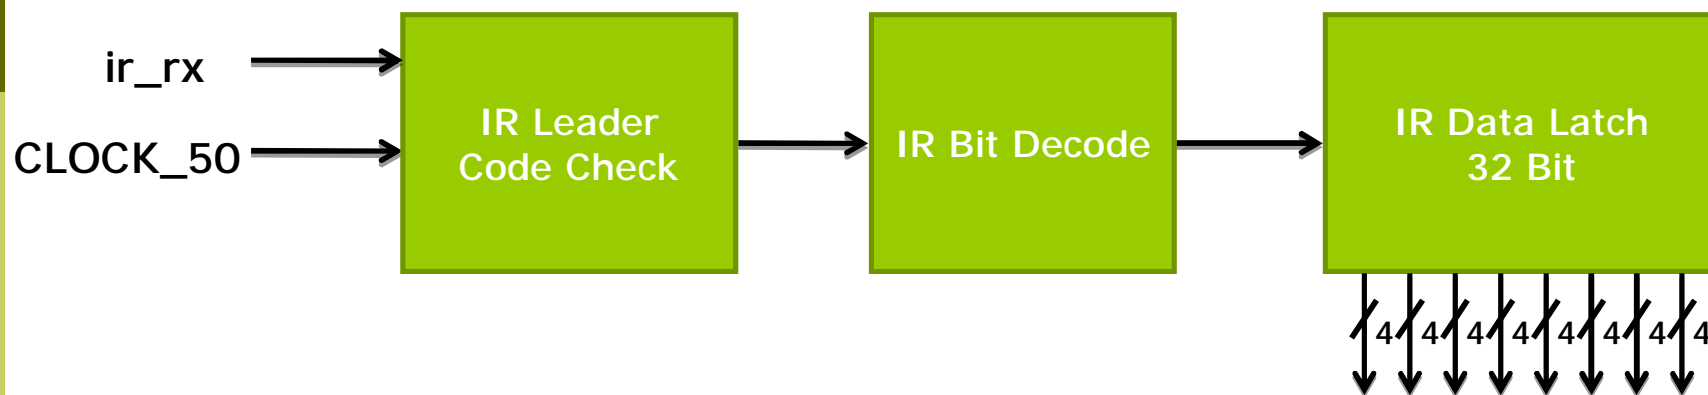 ir_rx
CLOCK_50
IR Leader
Code Check
IR Bit Decode
IR Data Latch
32 Bit
4 4 4 4 4 4 4 4